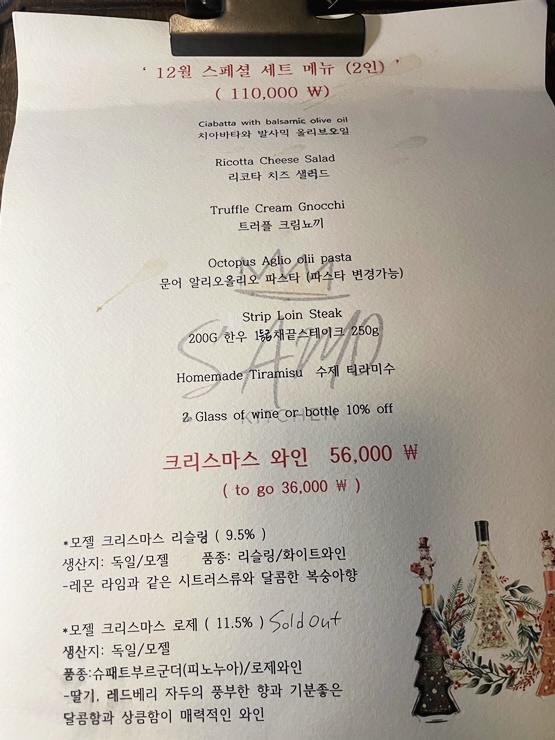 ' 12월 스페셜 세트 메뉴 (2인) '
( 110,000 ₩)
Ciabatta with balsamic olive oil
치아바타와 발사믹 올리브오일
Ricotta Cheese Salad
리코타 치즈 샐러드
Truffle Cream Gnocchi
트러플 크림뇨끼
Octopus Aglio olii pasta
문어 알리오올리오 파스타 (파스타 변경가능)
Strip Loin Steak
200G 한우 채끝스테이크 250g
Homemade Tiramisu 수제 티라미수
SAMO
2 Glass of wine or bottle 10% off
KITCHEN
크리스마스 와인 56,000 ₩
( to go 36,000 ₩ )
*모젤 크리스마스 리슬링 ( 9.5% )
생산지: 독일/모젤 품종: 리슬링/화이트와인
-레몬 라임과 같은 시트러스류와 달콤한 복숭아향
*모젤 크리스마스 로제 ( 11.5% ) Sold out
생산지: 독일/모젤
품종:슈패트부르군더(피노누아)/로제와인
-딸기, 레드베리 자두의 풍부한 향과 기분좋은
달콤함과 상큼함이 매력적인 와인